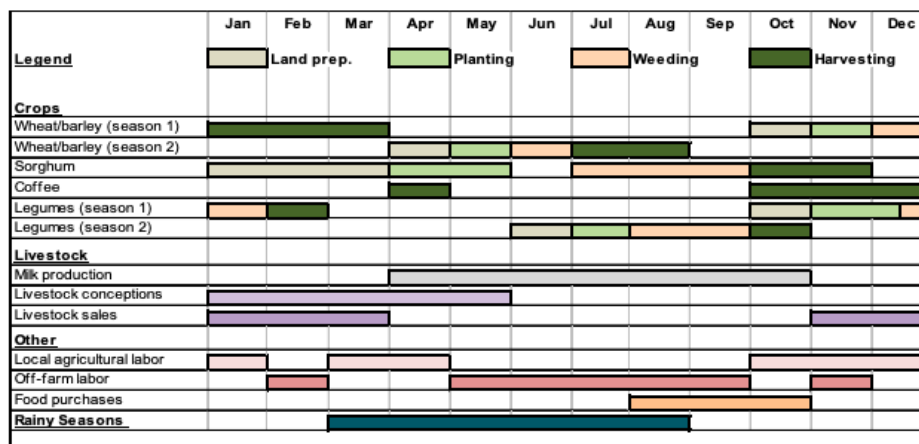 Jan Feb Mar Apr May Jun Jul Aug Sep Oct Nov Dec
Legend Land prep. Planting Weeding Harvesting
Crops
Wheat/barley (season 1)
Wheat/barley (season 2)
Sorghum
Coffee
Legumes (season 1)
Legumes (season 2)
Livestock
Milk production
Livestock conceptions
Livestock sales
Other
Local agricultural labor
Off-farm labor
Food purchases
Rainy Seasons